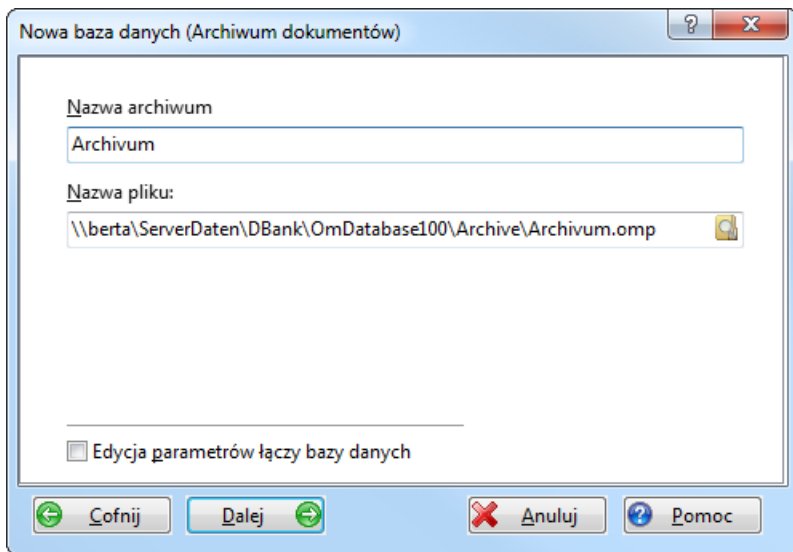 Nowa baza danych (Archiwum dokumentów)
Nazwa archiwum
Archivum
Nazwa pliku:
\\berta\ServerDaten\DBank\OmDatabase100\Archive\Archivum.omp
Edycja parametrów łączy bazy danych
Cofnij Dalej Anuluj Pomoc